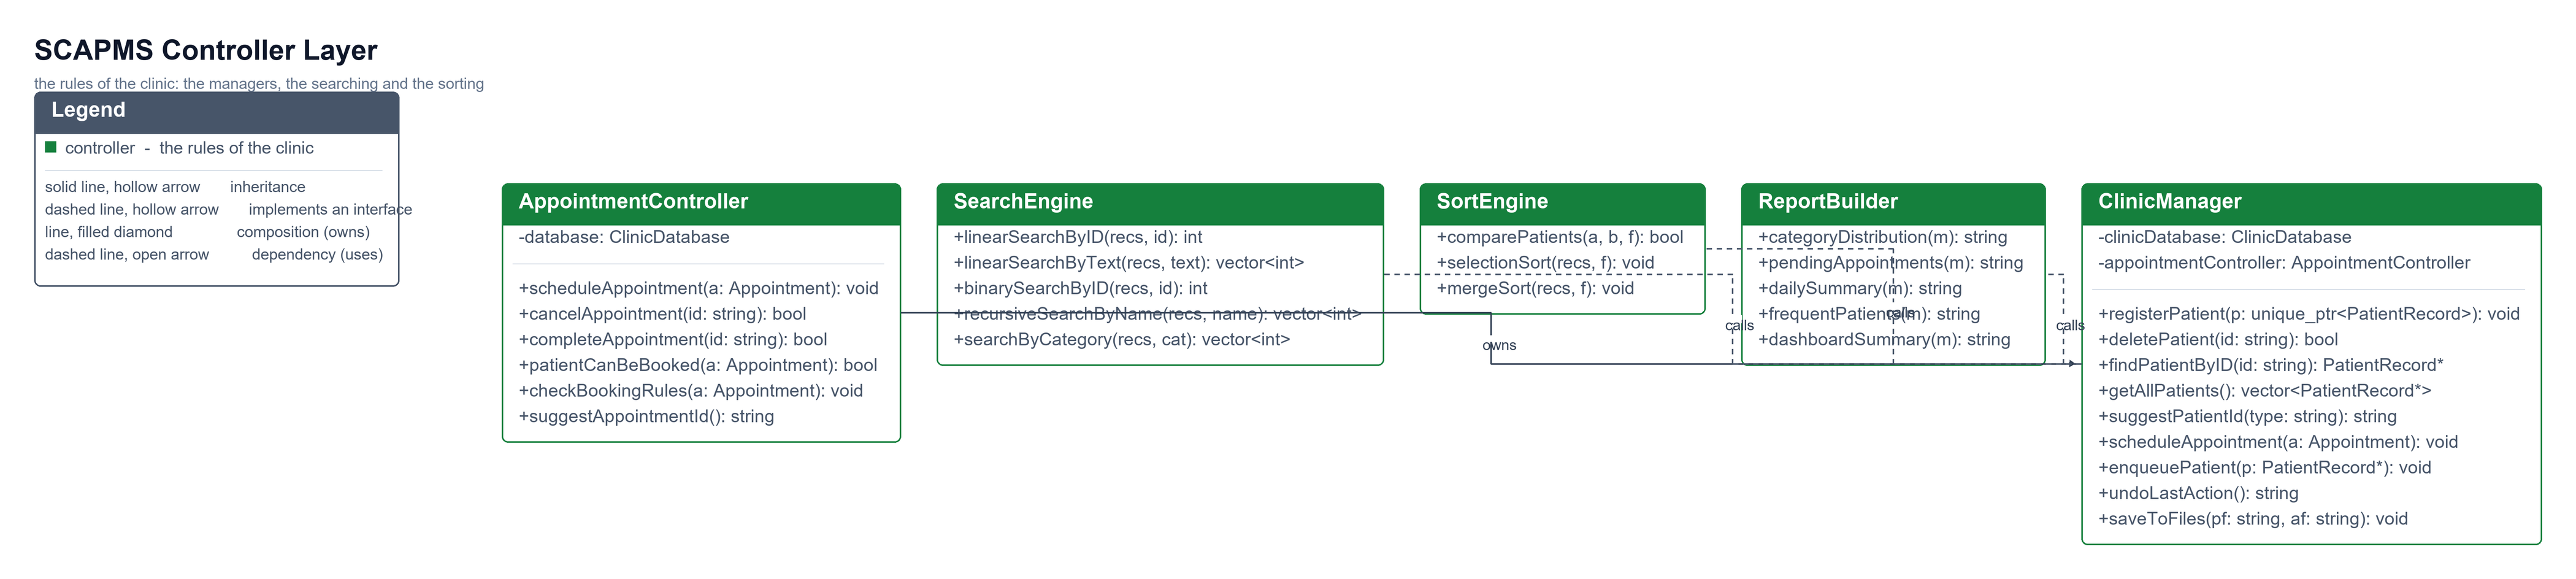 SCAPMS Controller Layer
the rules of the clinic: the managers, the searching and the sorting
Legend
controller - the rules of the clinic
solid line, hollow arrow inheritance
dashed line, hollow arrow implements an interface
line, filled diamond composition (owns)
dashed line, open arrow dependency (uses)
AppointmentController
-database: ClinicDatabase
+scheduleAppointment(a: Appointment): void
+cancelAppointment(id: string): bool
+completeAppointment(id: string): bool
+patientCanBeBooked(a: Appointment): bool
+checkBookingRules(a: Appointment): void
+suggestAppointmentId(): string
SearchEngine
+linearSearchByID(recs, id): int
+linearSearchByText(recs, text): vector<int>
+binarySearchByID(recs, id): int
+recursiveSearchByName(recs, name): vector<int>
+searchByCategory(recs, cat): vector<int>
SortEngine
+comparePatients(a, b, f): bool
+selectionSort(recs, f): void
+mergeSort(recs, f): void
owns
ReportBuilder
+categoryDistribution(m): string
+pendingAppointments(m): string
+dailySummary(m): string
+frequentPatients(m): string
+dashboardSummary(m): string
calls
calls
calls
ClinicManager
-clinicDatabase: ClinicDatabase
-appointmentController: AppointmentController
+registerPatient(p: unique_ptr<PatientRecord>): void
+deletePatient(id: string): bool
+findPatientByID(id: string): PatientRecord*
+getAllPatients(): vector<PatientRecord*>
+suggestPatientId(type: string): string
+scheduleAppointment(a: Appointment): void
+enqueuePatient(p: PatientRecord*): void
+undoLastAction(): string
+saveToFiles(pf: string, af: string): void